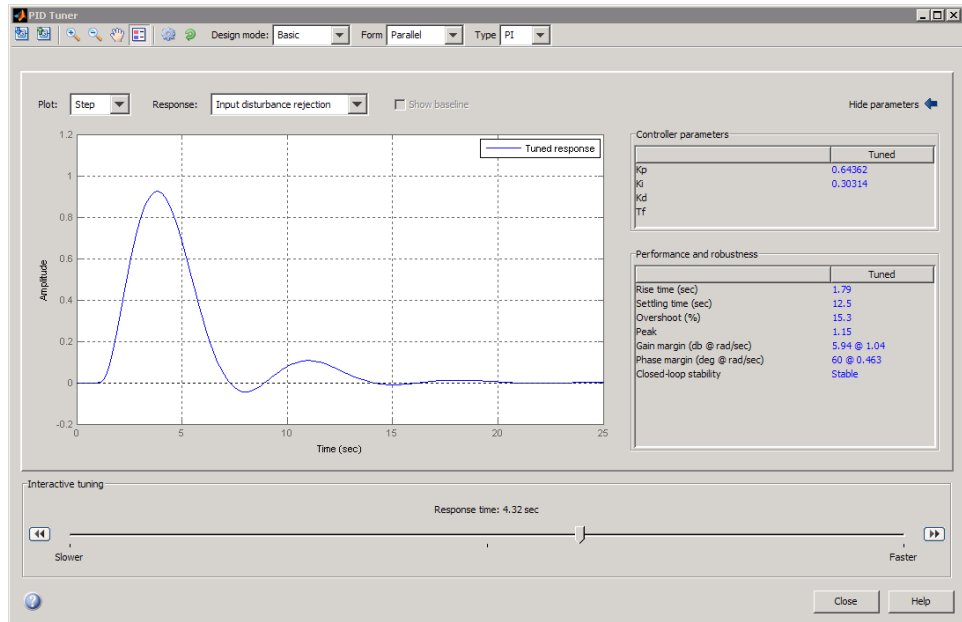 PID Tuner
Design mode: Basic Form Parallel Type PI
Plot: Step Response: Input disturbance rejection Show baseline Hide parameters
Tuned response
1.2
1
0.8
0.6
0.4
0.2
0
-0.2
Amplitude
0 5 10 15 20 25
Time (sec)
Controller parameters
Tuned
Kp 0.64362
Ki 0.30314
Kd
Tf
Performance and robustness
Tuned
Rise time (sec) 1.79
Settling time (sec) 12.5
Overshoot (%) 15.3
Peak 1.15
Gain margin (db @ rad/sec) 5.94 @ 1.04
Phase margin (deg @ rad/sec) 60 @ 0.463
Closed-loop stability Stable
Interactive tuning
Response time: 4.32 sec
Slower Faster
Close Help